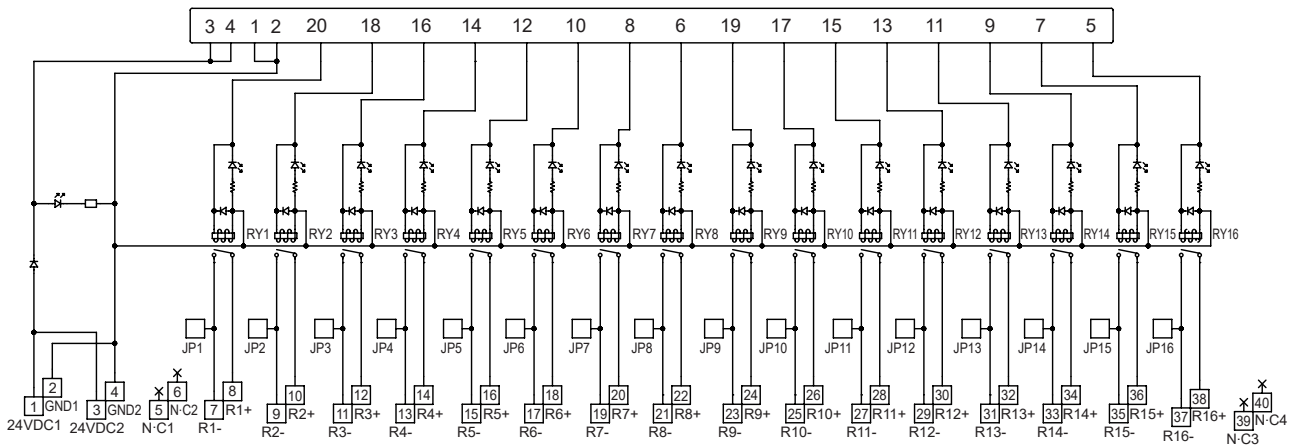 3 4 1 2 20 18 16 14 12 10 8 6 19 17 15 13 11 9 7 5
RY1 RY2 RY3 RY4 RY5 RY6 RY7 RY8 RY9 RY10 RY11 RY12 RY13 RY14 RY15 RY16
JP1 JP2 JP3 JP4 JP5 JP6 JP7 JP8 JP9 JP10 JP11 JP12 JP13 JP14 JP15 JP16
2 4 6 8 10 12 14 16 18 20 22 24 26 28 30 32 34 36 38 40
GND1 GND2 N·C2 R1+ R2+ R3+ R4+ R5+ R6+ R7+ R8+ R9+ R10+ R11+ R12+ R13+ R14+ R15+ R16+ N·C4
1 3 5 7 9 11 13 15 17 19 21 23 25 27 29 31 33 35 37 39
24VDC1 24VDC2 N·C1 R1- R2- R3- R4- R5- R6- R7- R8- R9- R10- R11- R12- R13- R14- R15- R16- N·C3